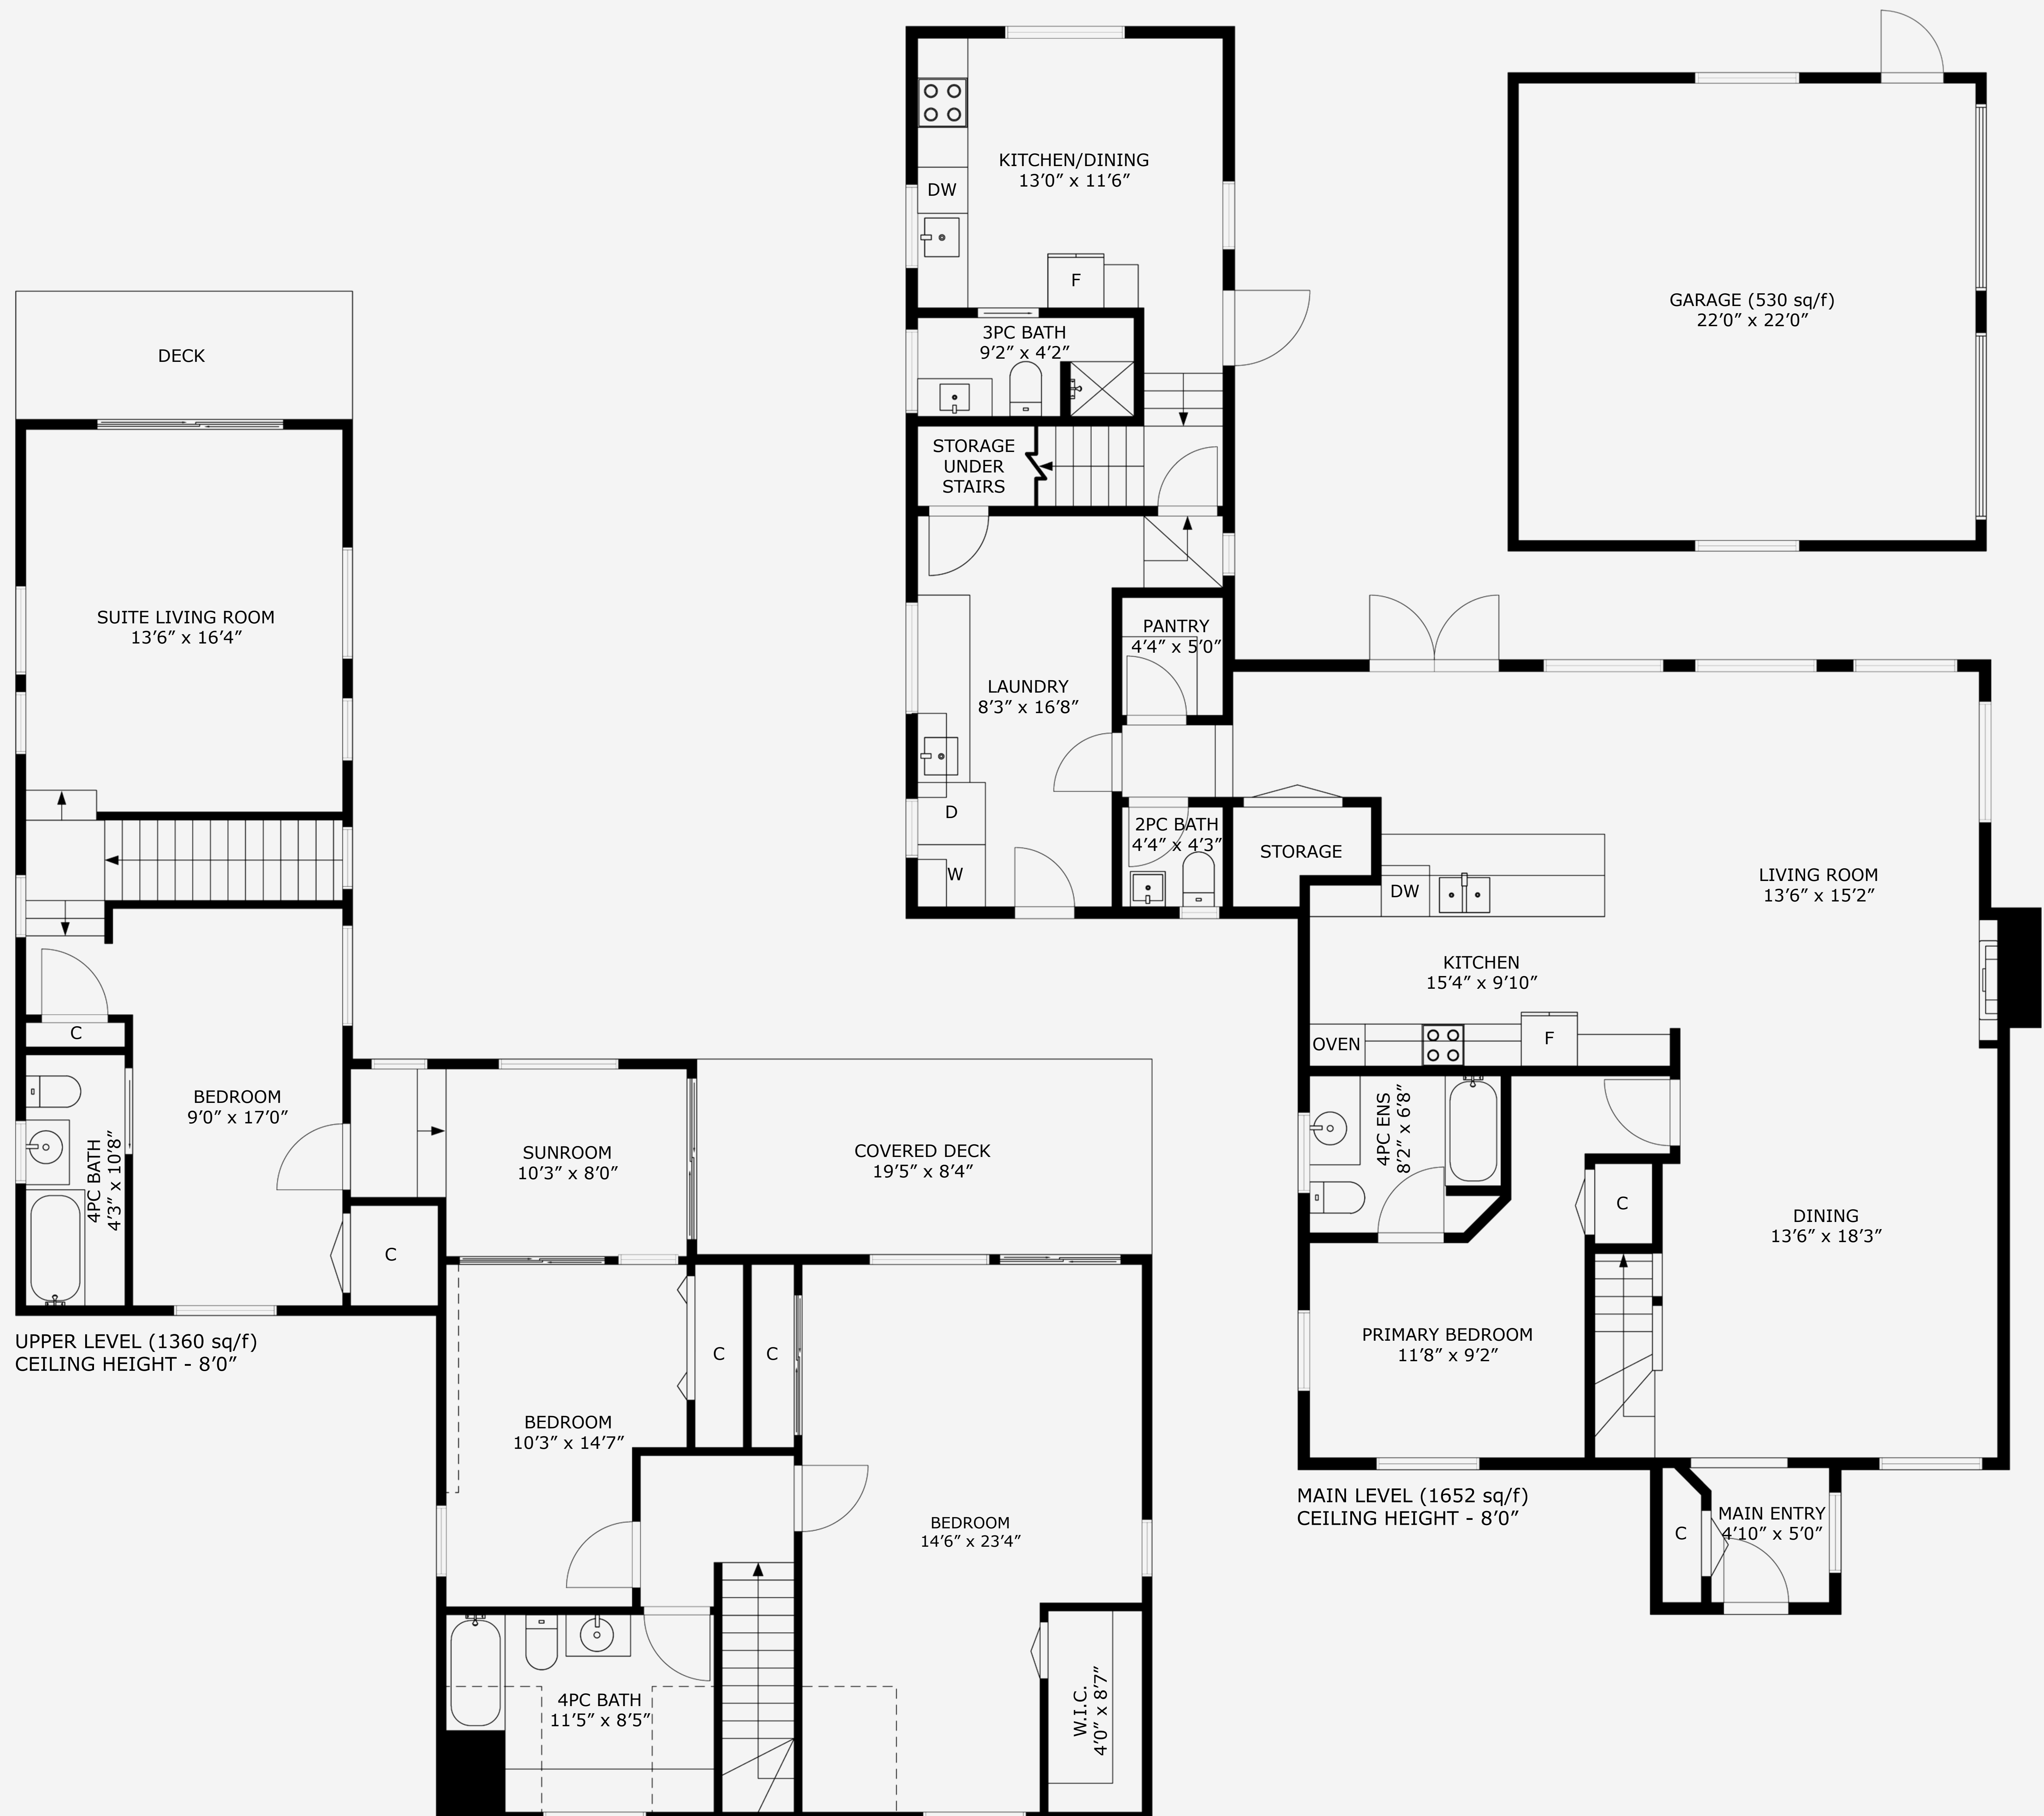 KITCHEN/DINING
13'0" x 11'6"
DW
F
3PC BATH
9'2" x 4'2"
STORAGE
UNDER
STAIRS
LAUNDRY
8'3" x 16'8"
D
W
PANTRY
4'4" x 5'0"
2PC BATH
4'4" x 4'3"
STORAGE
GARAGE (530 sq/f)
22'0" x 22'0"
LIVING ROOM
13'6" x 15'2"
DW
KITCHEN
15'4" x 9'10"
OVEN
F
4PC ENS
8'2" x 6'8"
C
DINING
13'6" x 18'3"
PRIMARY BEDROOM
11'8" x 9'2"
MAIN LEVEL (1652 sq/f)
CEILING HEIGHT - 8'0"
C
MAIN ENTRY
4'10" x 5'0"
DECK
SUITE LIVING ROOM
13'6" x 16'4"
C
BEDROOM
9'0" x 17'0"
4PC BATH
4'3" x 10'8"
C
SUNROOM
10'3" x 8'0"
COVERED DECK
19'5" x 8'4"
UPPER LEVEL (1360 sq/f)
CEILING HEIGHT - 8'0"
BEDROOM
10'3" x 14'7"
C
C
BEDROOM
14'6" x 23'4"
4PC BATH
11'5" x 8'5"
W.I.C.
4'0" x 8'7"